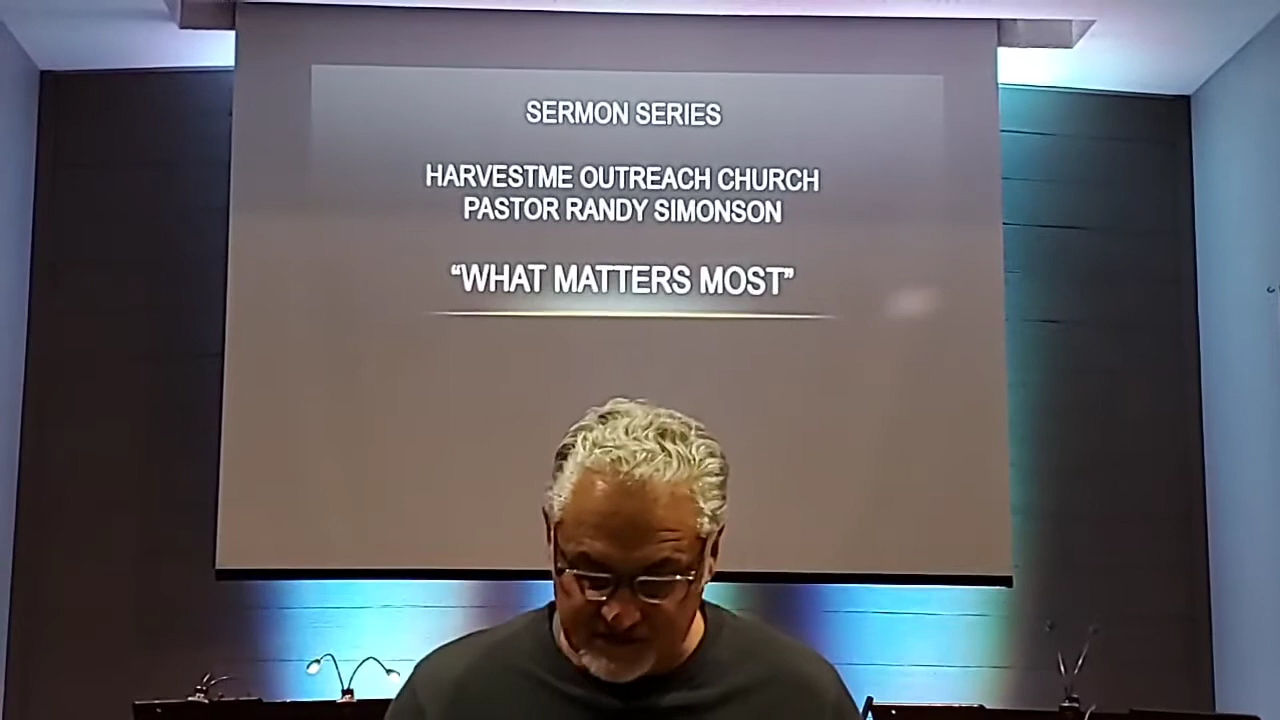 SERMON SERIES
HARVESTME OUTREACH CHURCH
PASTOR RANDY SIMONSON
“WHAT MATTERS MOST”